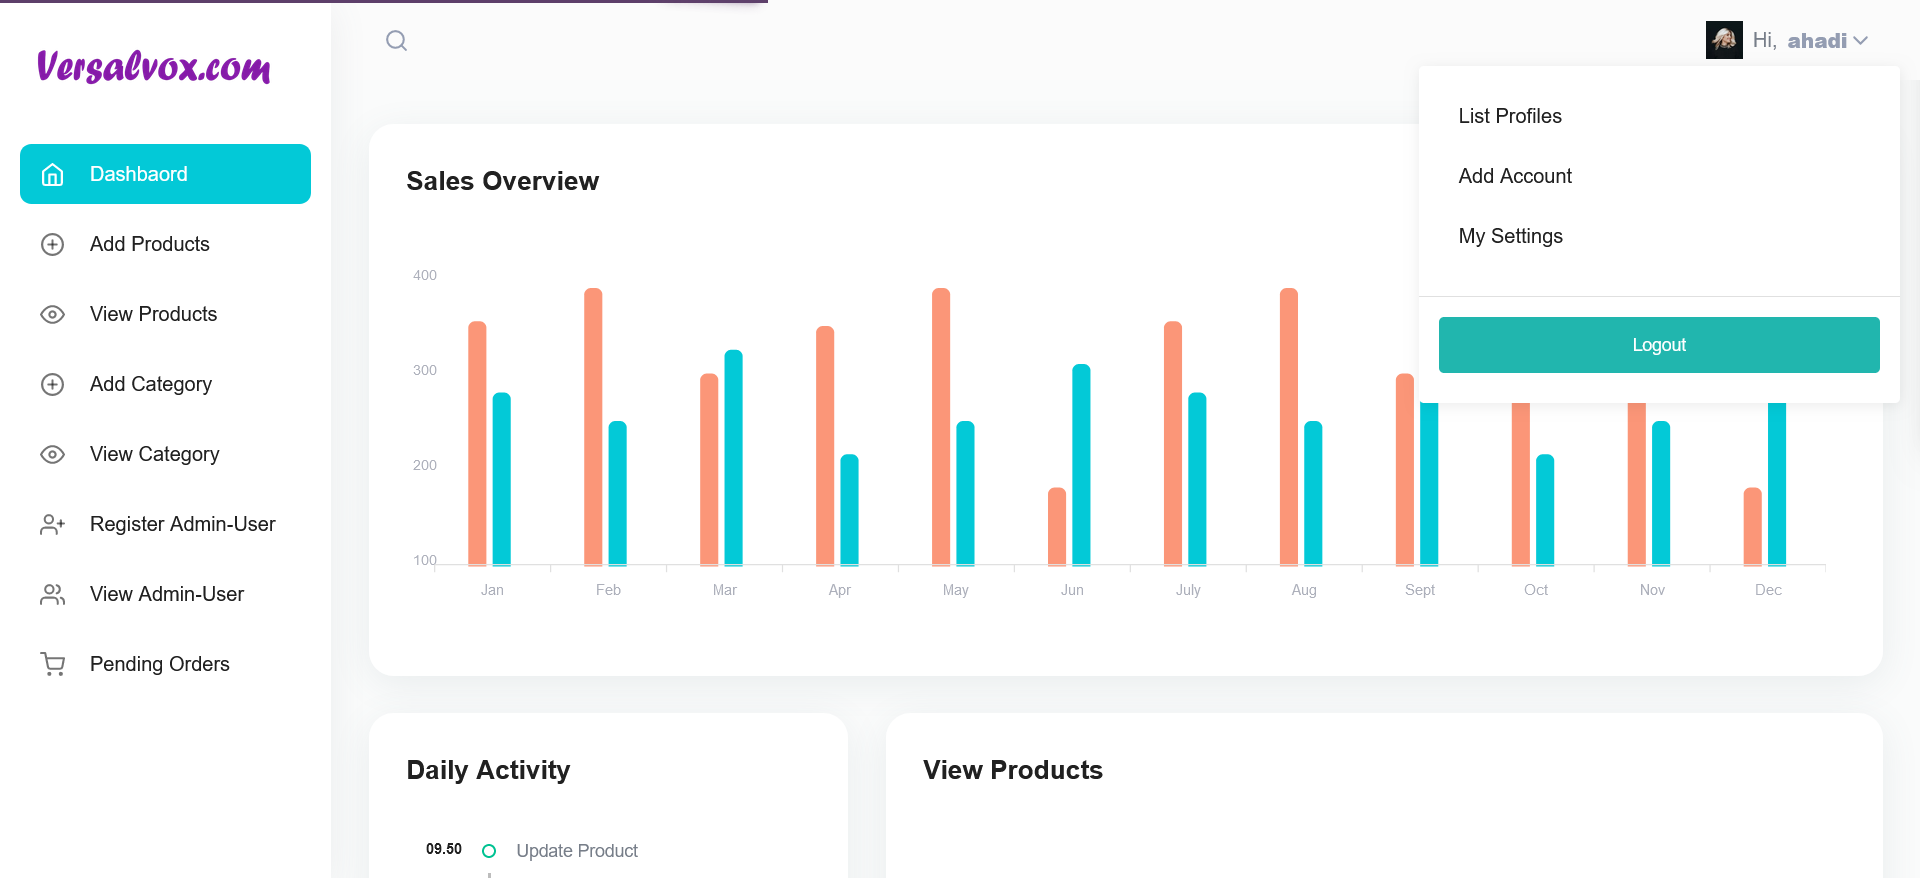 Versalvox.com
Hi, ahadi
List Profiles
Add Account
My Settings
Logout
Dashbaord
Add Products
View Products
Add Category
View Category
Register Admin-User
View Admin-User
Pending Orders
Sales Overview
400
300
200
100
Jan Feb Mar Apr May Jun July Aug Sept Oct Nov Dec
Daily Activity
09.50 Update Product
View Products